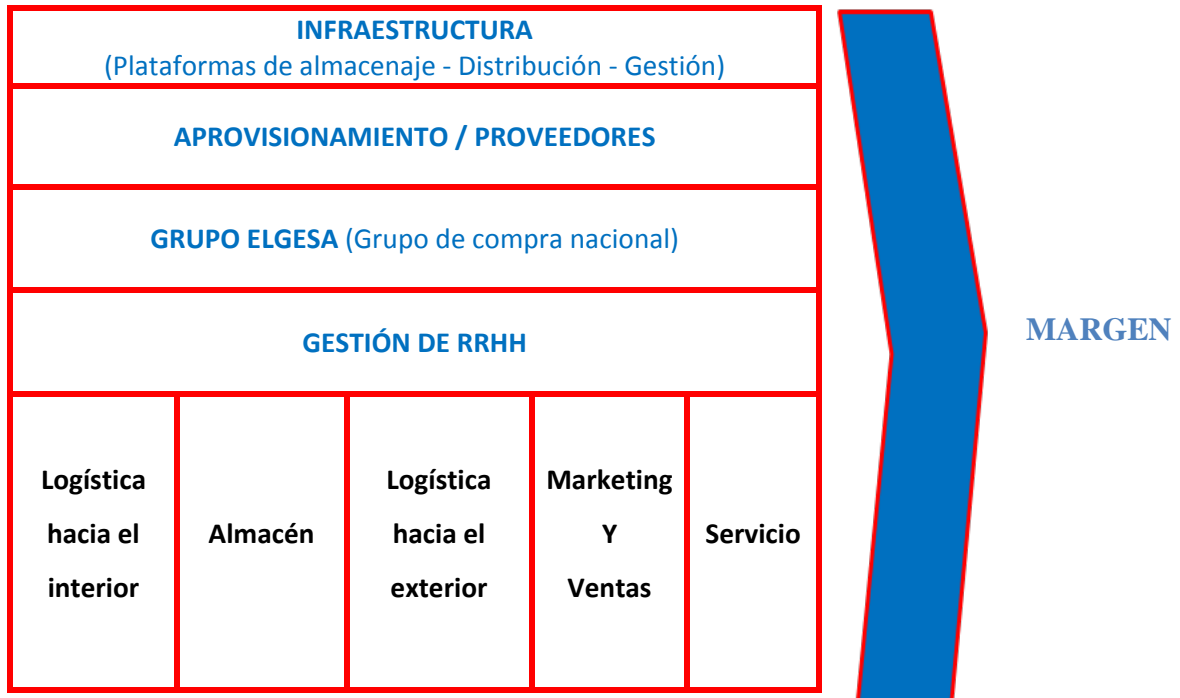 INFRAESTRUCTURA
(Plataformas de almacenaje - Distribución - Gestión)
APROVISIONAMIENTO / PROVEEDORES
GRUPO ELGESA (Grupo de compra nacional)
GESTIÓN DE RRHH
MARGEN
Logística
hacia el
interior
Almacén
Logística
hacia el
exterior
Marketing
Y
Ventas
Servicio